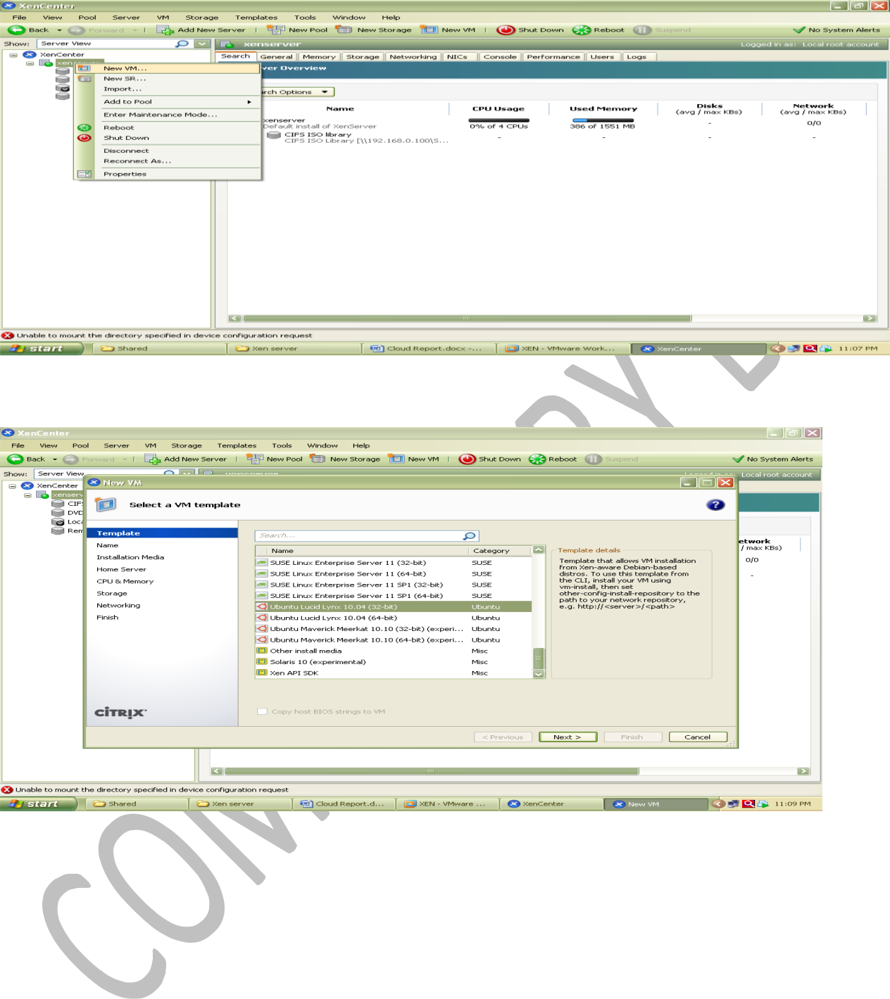 XenCenter
File View Pool Server VM Storage Templates Tools Window Help
Back Forward Add New Server New Pool New Storage New VM Shut Down Reboot Suspend No System Alerts
Show: Server View xenserver Logged in as: Local root account
XenCenter
Search General Memory Storage Networking NICs Console Performance Users Logs
New VM...
New SR...
Import...
Add to Pool
Enter Maintenance Mode...
Reboot
Shut Down
Disconnect
Reconnect As...
Properties
ver Overview
rch Options
Name CPU Usage Used Memory Disks (avg / max KBs) Network (avg / max KBs)
xenserver
Default install of XenServer 0% of 4 CPUs 386 of 1551 MB - 0/0
CIFS ISO library - - - -
CIFS ISO Library [\\192.168.0.100\S...
Unable to mount the directory specified in device configuration request
start Shared Xen server Cloud Report.docx -... XEN - VMware Work... XenCenter 11:07 PM
XenCenter
File View Pool Server VM Storage Templates Tools Window Help
Back Forward Add New Server New Pool New Storage New VM Shut Down Reboot Suspend No System Alerts
Show: Server View Local root account
XenCenter
xenserv
CIFS
DVD
Loca
Rem
New VM
Select a VM template
Template
Name
Installation Media
Home Server
CPU & Memory
Storage
Networking
Finish
CITRIX
Search...
Name Category
SUSE Linux Enterprise Server 11 (32-bit) SUSE
SUSE Linux Enterprise Server 11 (64-bit) SUSE
SUSE Linux Enterprise Server 11 SP1 (32-bit) SUSE
SUSE Linux Enterprise Server 11 SP1 (64-bit) SUSE
Ubuntu Lucid Lynx 10.04 (32-bit) Ubuntu
Ubuntu Lucid Lynx 10.04 (64-bit) Ubuntu
Ubuntu Maverick Meerkat 10.10 (32-bit) (experi... Ubuntu
Ubuntu Maverick Meerkat 10.10 (64-bit) (experi... Ubuntu
Other install media Misc
Solaris 10 (experimental) Misc
Xen API SDK Misc
Template details
Template that allows VM installation
from Xen-aware Debian-based
distros. To use this template from
the CLI, install your VM using
vm-install, then set
other-config-install-repository to the
path to your network repository,
e.g. http://<server>/<path>
Copy host BIOS strings to VM
< Previous Next > Finish Cancel
etwork
/ max KBs)
0/0
-
Unable to mount the directory specified in device configuration request
start Shared Xen server Cloud Report.d... XEN - VMware ... XenCenter New VM 11:09 PM